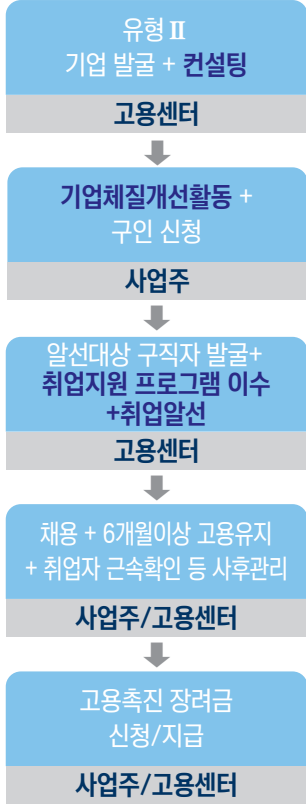 유형Ⅱ
기업 발굴 + 컨설팅
고용센터
기업체질개선활동 +
구인 신청
사업주
알선대상 구직자 발굴+
취업지원 프로그램 이수
+취업알선
고용센터
채용 + 6개월이상 고용유지
+ 취업자 근속확인 등 사후관리
사업주/고용센터
고용촉진 장려금
신청/지급
사업주/고용센터